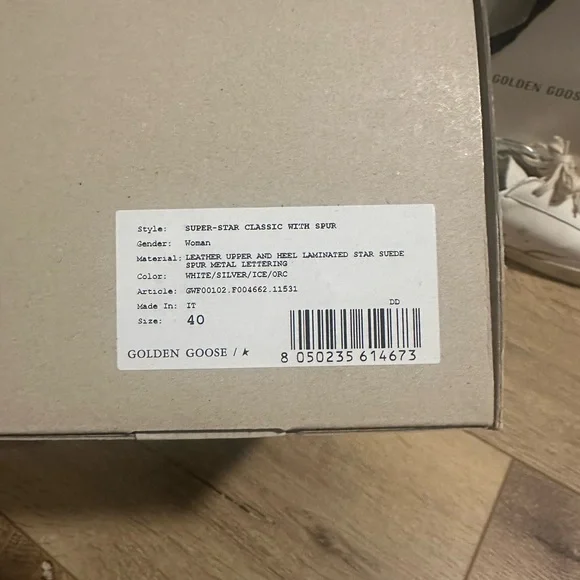 GOLDEN GOOSE
Style: SUPER-STAR CLASSIC WITH SPUR
Gender: Woman
Material: LEATHER UPPER AND HEEL LAMINATED STAR SUEDE
SPUR METAL LETTERING
Color: WHITE/SILVER/ICE/ORC
Article: GWF00102.F004662.11531
Made In: IT
DD
Size: 40
GOLDEN GOOSE /
8 050235 614673